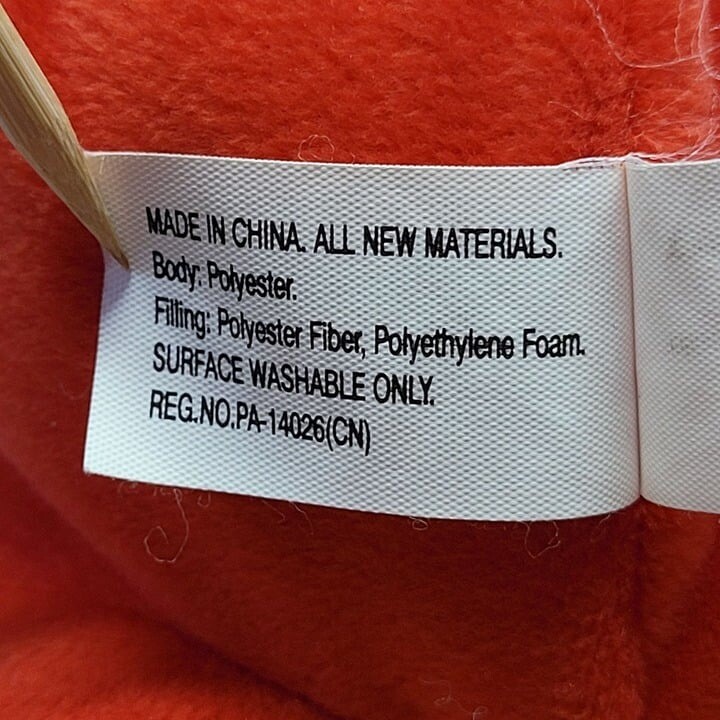 MADE IN CHINA. ALL NEW MATERIALS.
Body: Polyester.
Filling: Polyester Fiber, Polyethylene Foam.
SURFACE WASHABLE ONLY.
REG.NO.PA-14026(CN)